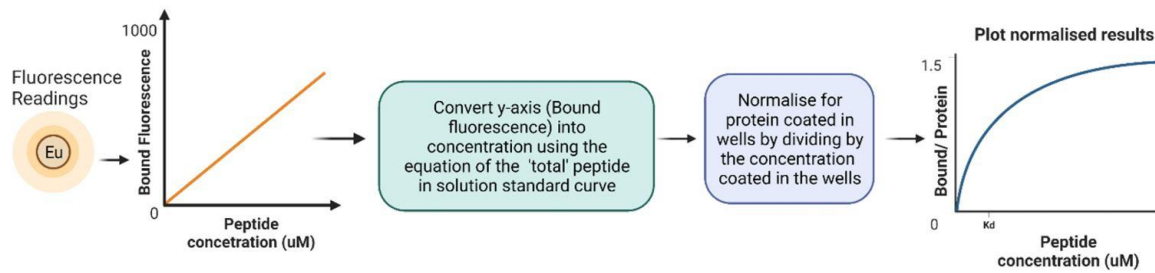 Fluorescence
Readings
Eu
1000
Bound Fluorescence
0
Peptide
concetration (uM)
Convert y-axis (Bound
fluorescence) into
concentration using the
equation of the 'total' peptide
in solution standard curve
Normalise for
protein coated in
wells by dividing by
the concentration
coated in the wells
Plot normalised results
1.5
Bound/ Protein
0
Kd
Peptide
concentration (uM)